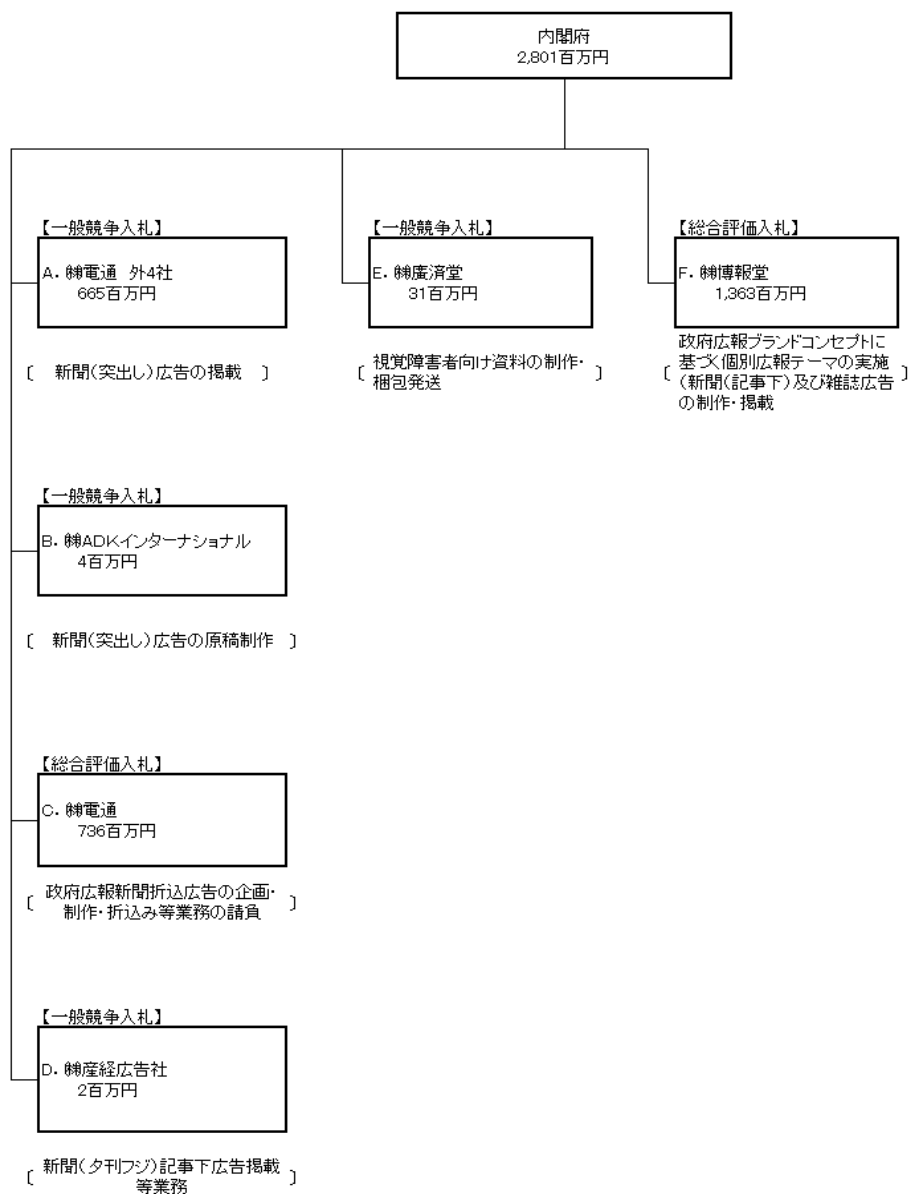 内閣府
2,801百万円
【一般競争入札】
A. ㈱電通 外4社
665百万円
〔 新聞(突出し)広告の掲載 〕
【一般競争入札】
B. ㈱ADKインターナショナル
4百万円
〔 新聞(突出し)広告の原稿制作 〕
【総合評価入札】
C. ㈱電通
736百万円
〔 政府広報新聞折込広告の企画・
制作・折込み等業務の請負 〕
【一般競争入札】
D. ㈱産経広告社
2百万円
〔 新聞(夕刊フジ)記事下広告掲載
等業務 〕
【一般競争入札】
E. ㈱廣済堂
31百万円
〔 視覚障害者向け資料の制作・
梱包発送 〕
【総合評価入札】
F. ㈱博報堂
1,363百万円
〔 政府広報ブランドコンセプトに
基づく個別広報テーマの実施
(新聞(記事下)及び雑誌広告
の制作・掲載 〕